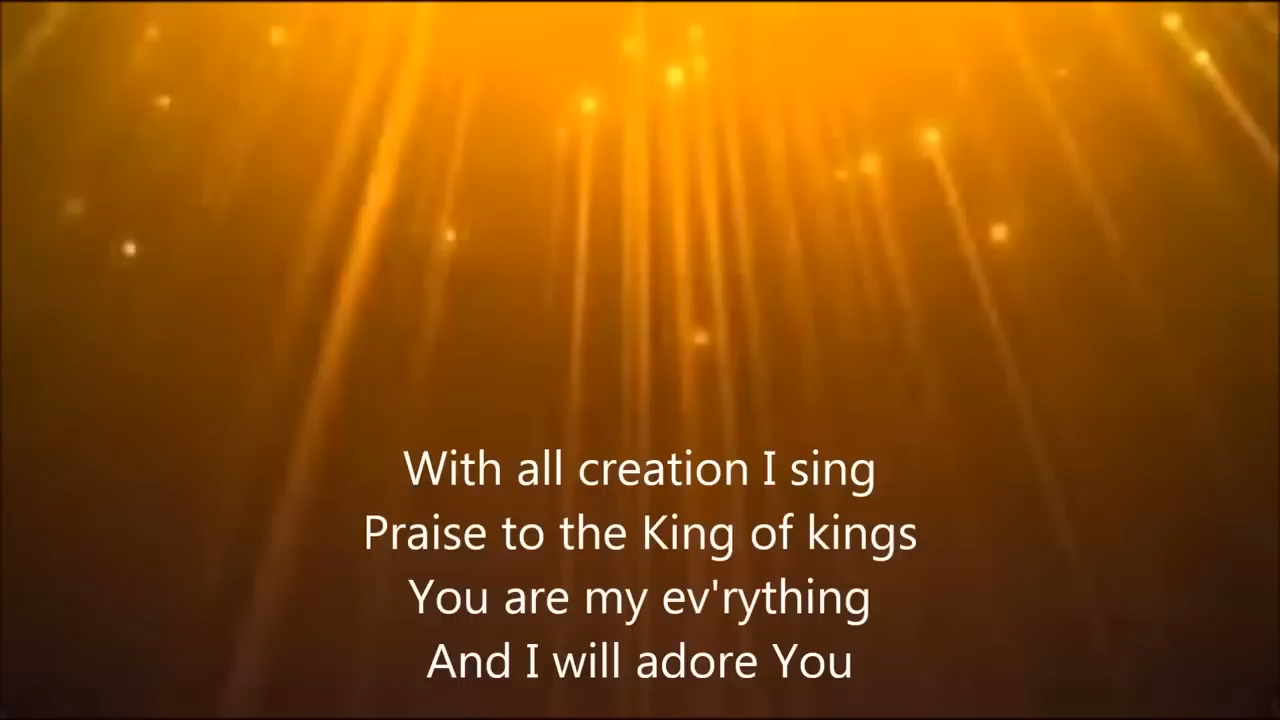 With all creation I sing
Praise to the King of kings
You are my ev'rything
And I will adore You